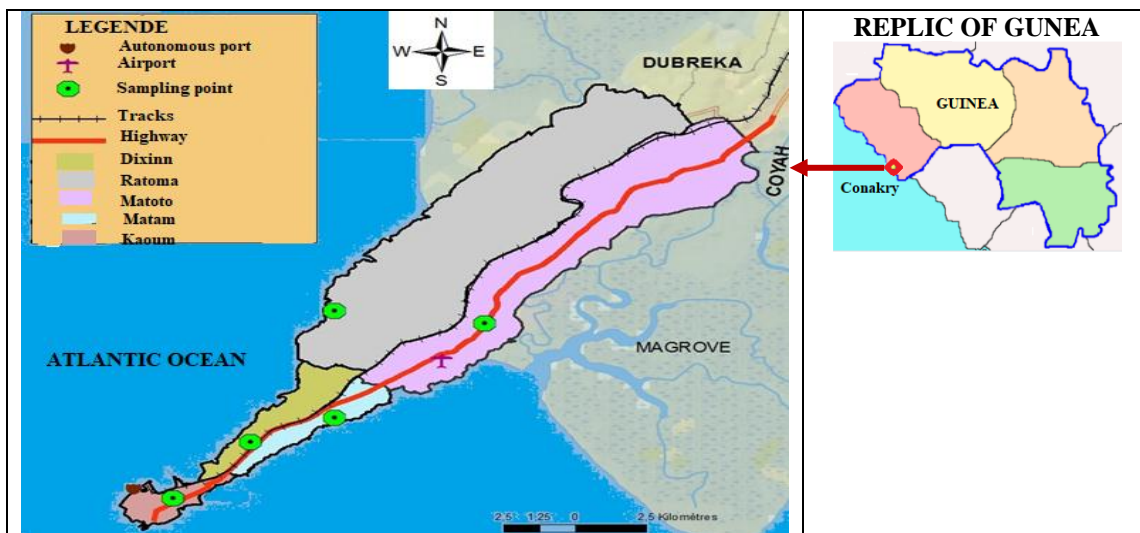 LEGENDE
Autonomous port
Airport
Sampling point
Tracks
Highway
Dixinn
Ratoma
Matoto
Matam
Kaoum
N
W E
S
DUBREKA
COYAH
ATLANTIC OCEAN
MAGROVE
2.5 1,25 0 2.5 Kilomètres
REPLIC OF GUNEA
GUINEA
Conakry